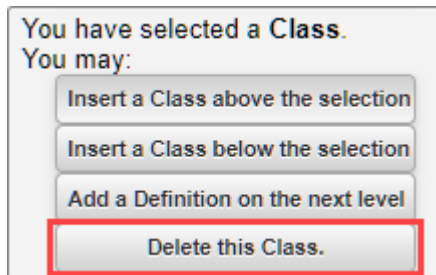 You have selected a Class.
You may:
Insert a Class above the selection
Insert a Class below the selection
Add a Definition on the next level
Delete this Class.